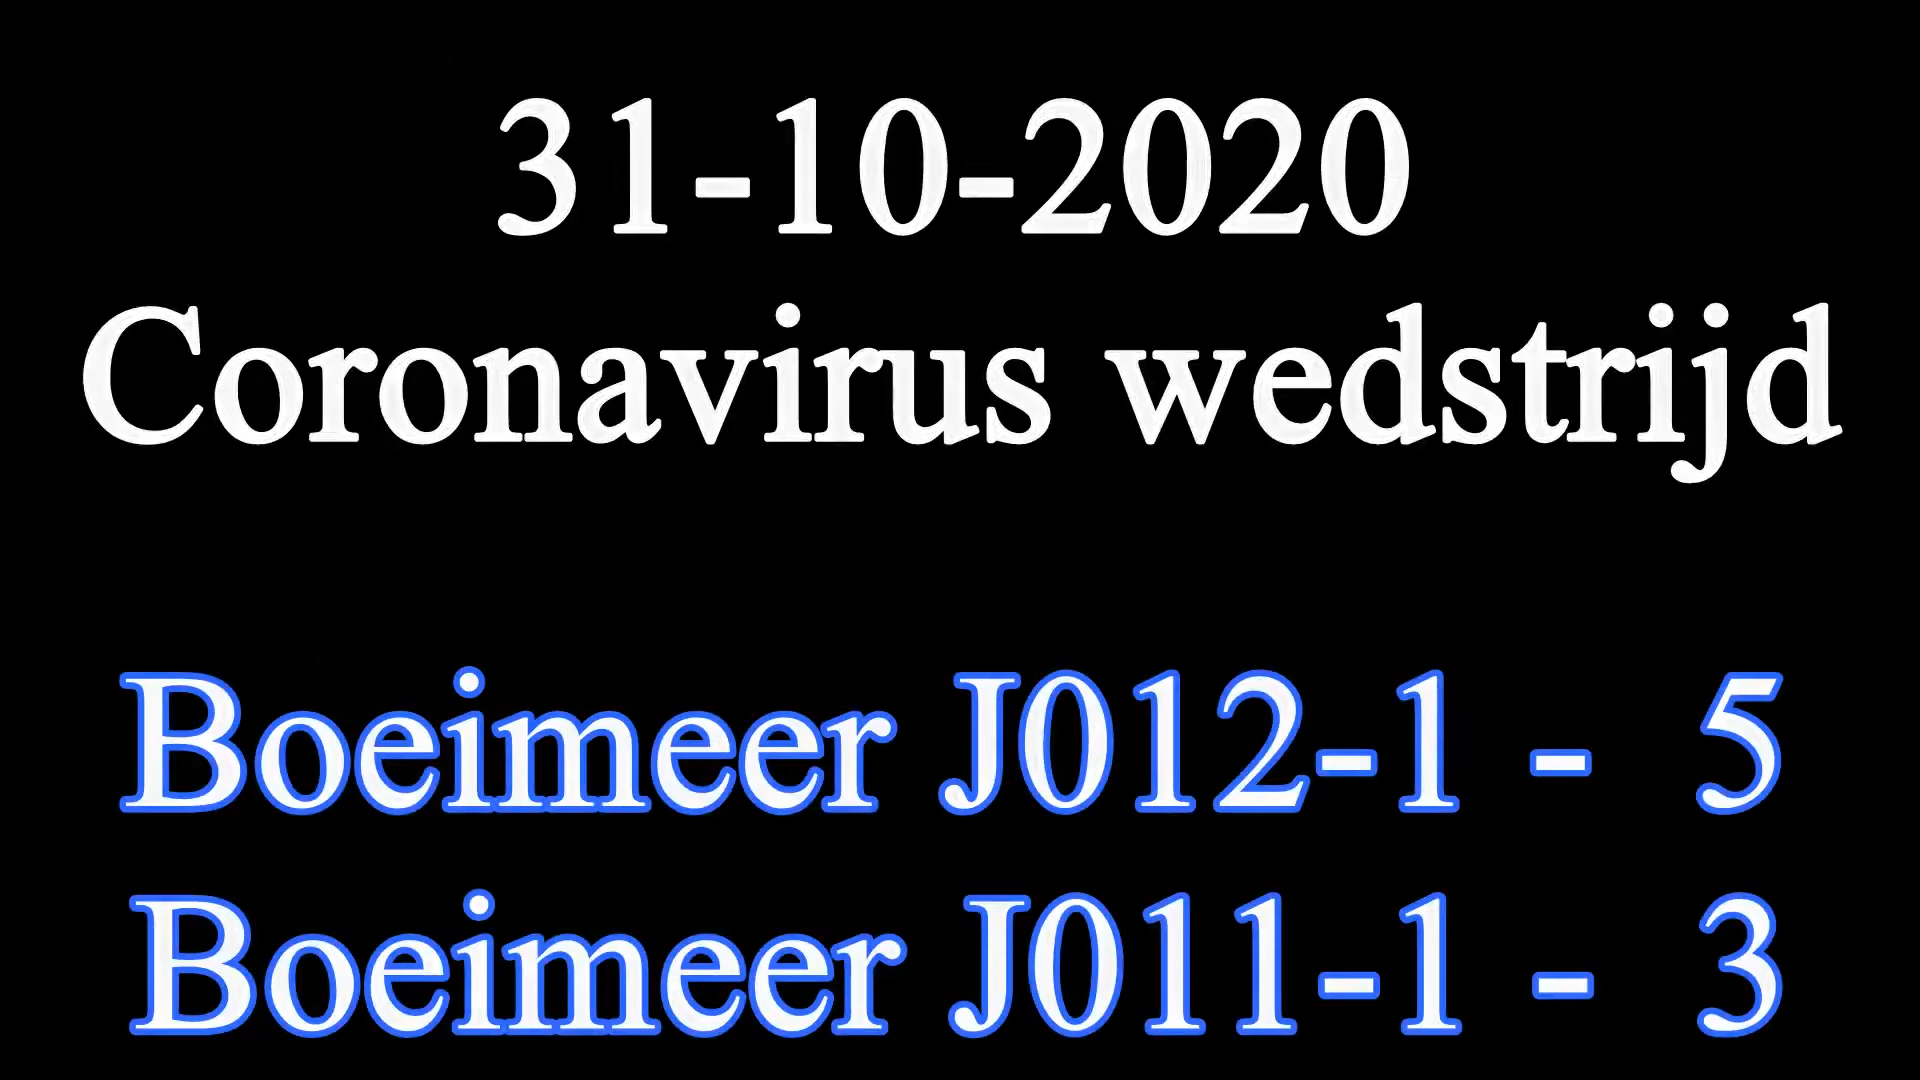 31-10-2020
Coronavirus wedstrijd
Boeimeer J012-1 - 5
Boeimeer J011-1 - 3